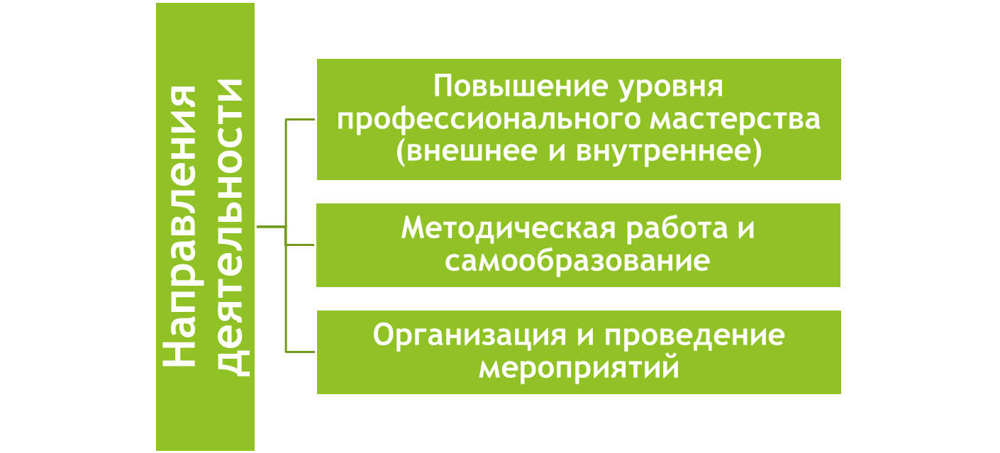 Направления
деятельности
Повышение уровня
профессионального мастерства
(внешнее и внутреннее)
Методическая работа и
самообразование
Организация и проведение
мероприятий